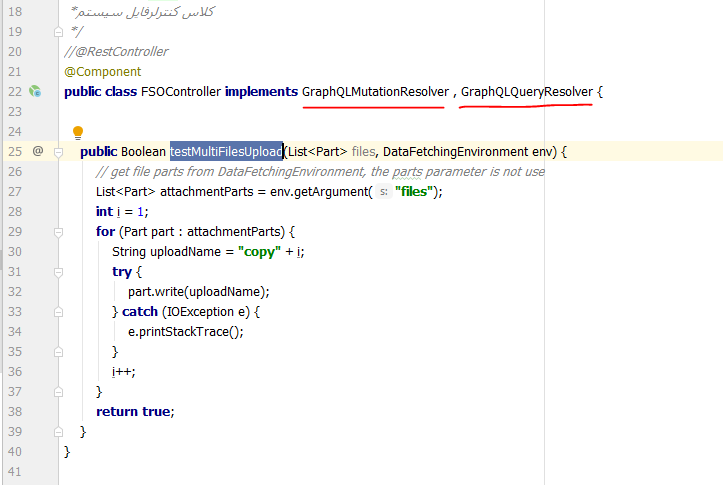 18 *کلاس کنترلرفایل سیستم
19 */
20 //@RestController
21 @Component
22 public class FSOController implements GraphQLMutationResolver , GraphQLQueryResolver {
23
24
25 @ public Boolean testMultiFilesUpload(List<Part> files, DataFetchingEnvironment env) {
26 // get file parts from DataFetchingEnvironment, the parts parameter is not use
27 List<Part> attachmentParts = env.getArgument( s: "files");
28 int i = 1;
29 for (Part part : attachmentParts) {
30 String uploadName = "copy" + i;
31 try {
32 part.write(uploadName);
33 } catch (IOException e) {
34 e.printStackTrace();
35 }
36 i++;
37 }
38 return true;
39 }
40 }
41